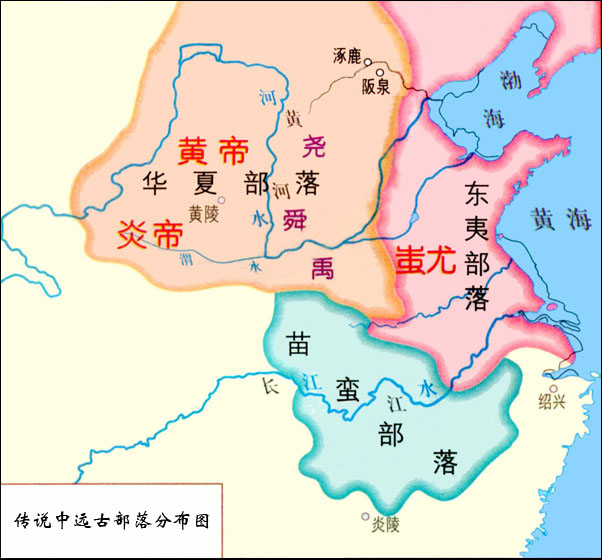 涿鹿
阪泉
渤海
河
黄
黄帝
尧
华夏部落
河
黄陵
水
舜
炎帝
渭水
禹
东夷部落
黄海
蚩尤
苗蛮部落
长江
江水
绍兴
炎陵
传说中远古部落分布图